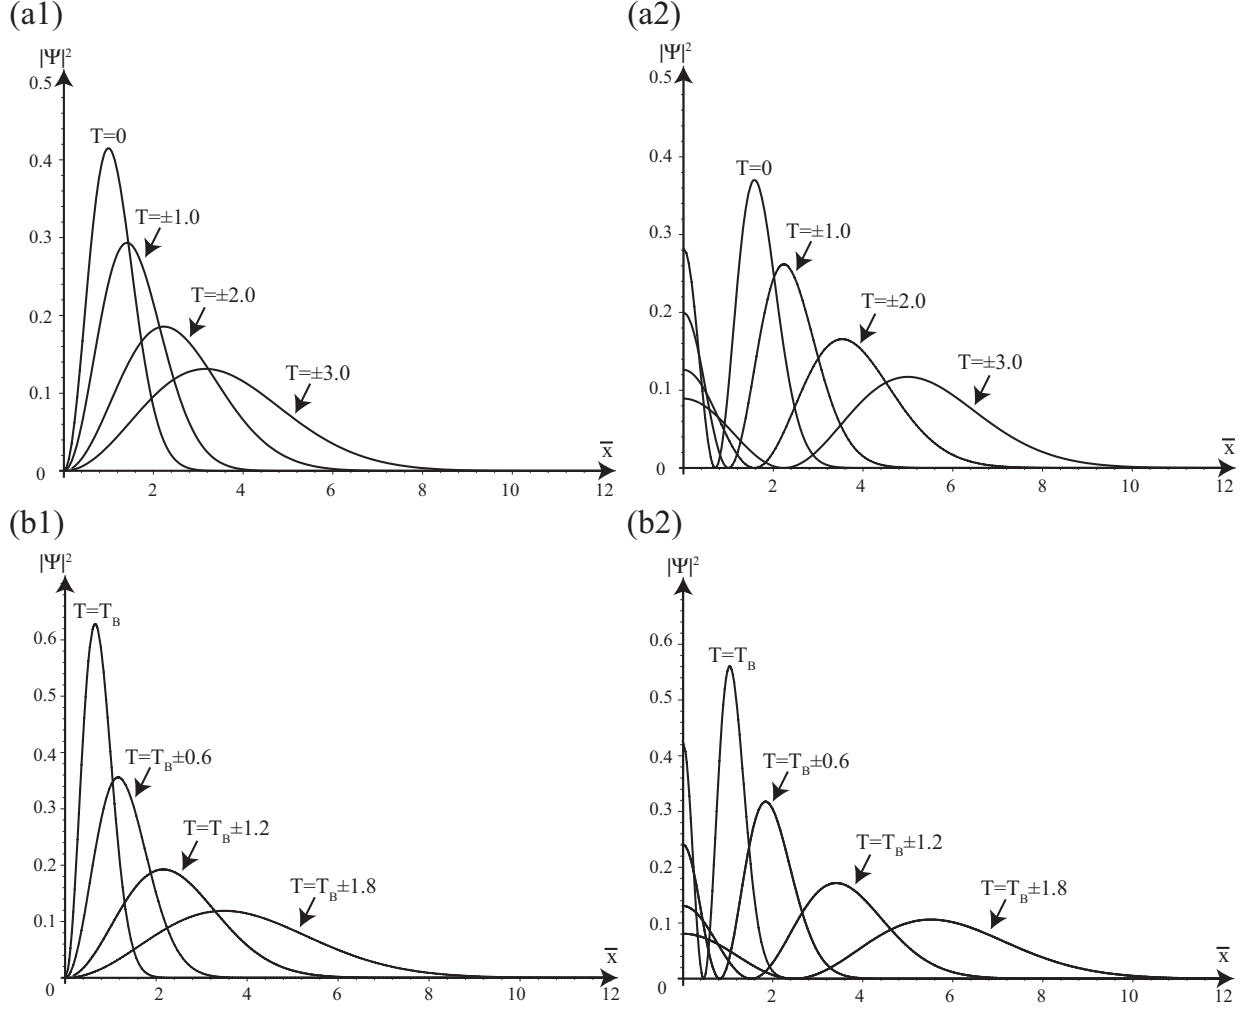 (a1)
|Ψ|²
0.5
0.4
0.3
0.2
0.1
0
T=0
T=±1.0
T=±2.0
T=±3.0
x̅
2 4 6 8 10 12
(a2)
|Ψ|²
0.5
0.4
0.3
0.2
0.1
0
T=0
T=±1.0
T=±2.0
T=±3.0
x̅
2 4 6 8 10 12
(b1)
|Ψ|²
0.6
0.5
0.4
0.3
0.2
0.1
0
T=T_B
T=T_B±0.6
T=T_B±1.2
T=T_B±1.8
x̅
2 4 6 8 10 12
(b2)
|Ψ|²
0.6
0.5
0.4
0.3
0.2
0.1
0
T=T_B
T=T_B±0.6
T=T_B±1.2
T=T_B±1.8
x̅
2 4 6 8 10 12